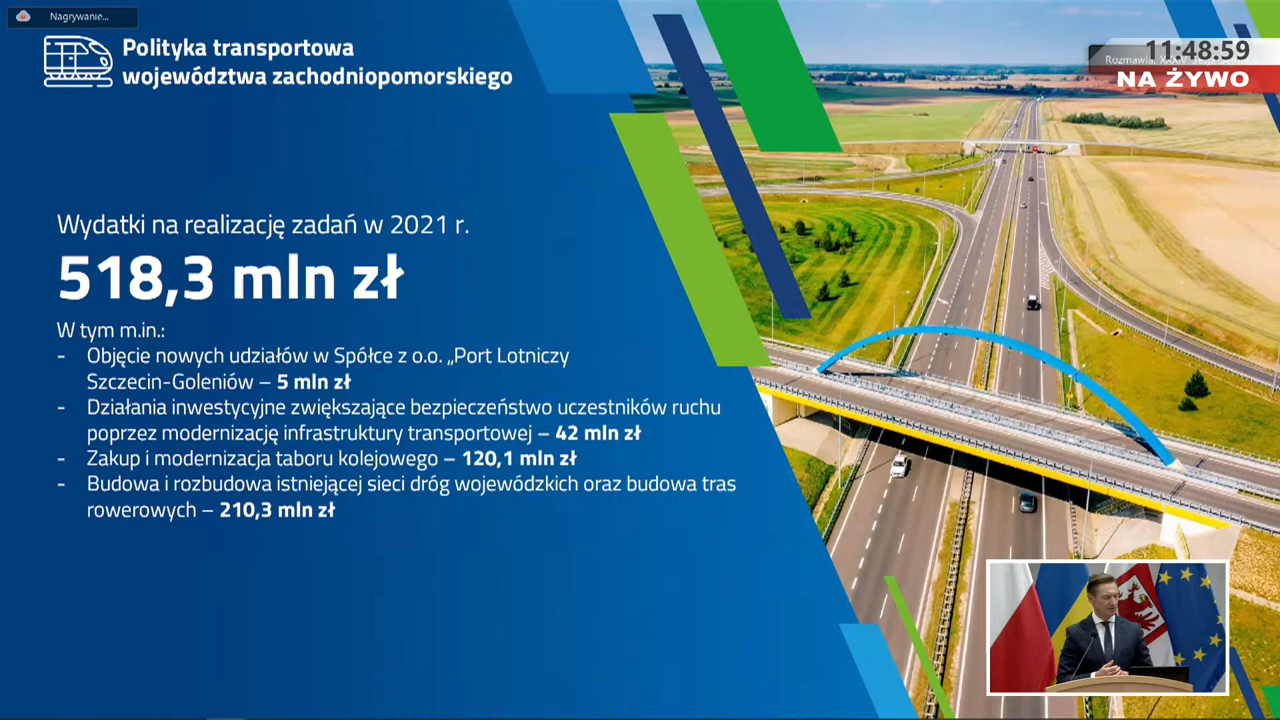 Nagrywanie...
Polityka transportowa
województwa zachodniopomorskiego
11:48:59
Rozmawia:
NA ŻYWO
Wydatki na realizację zadań w 2021 r.
518,3 mln zł
W tym m.in.:
- Objęcie nowych udziałów w Spółce z o.o. „Port Lotniczy
Szczecin-Goleniów – 5 mln zł
- Działania inwestycyjne zwiększające bezpieczeństwo uczestników ruchu
poprzez modernizację infrastruktury transportowej – 42 mln zł
- Zakup i modernizacja taboru kolejowego – 120,1 mln zł
- Budowa i rozbudowa istniejącej sieci dróg wojewódzkich oraz budowa tras
rowerowych – 210,3 mln zł